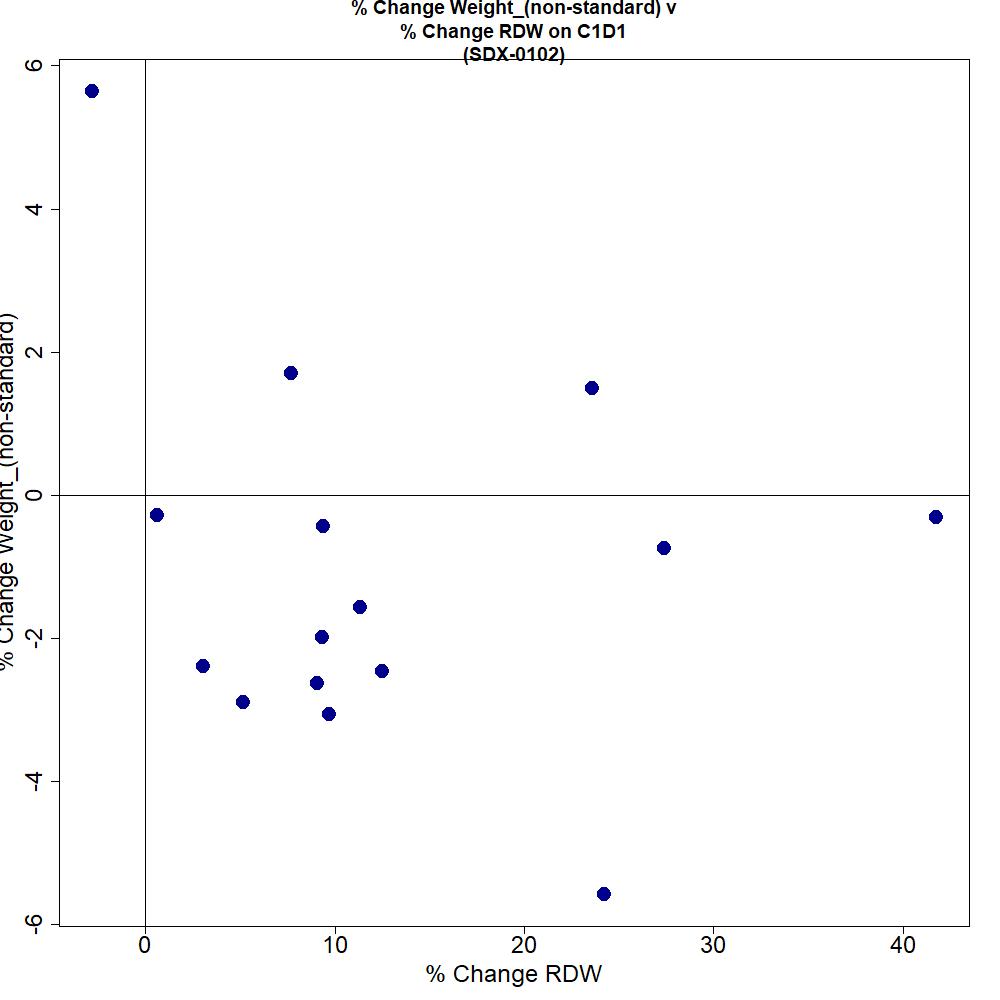 % Change Weight_(non-standard) v
% Change RDW on C1D1
(SDX-0102)
% Change Weight_(non-standard)
6
4
2
0
-2
-4
-6
0
10
20
30
40
% Change RDW